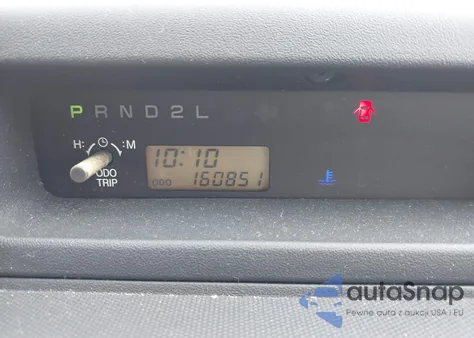 P R N D 2 L
H: :M
ODO
TRIP
10:10
ODO 160851
autoSnap
Pewne auta z aukcji USA i EU